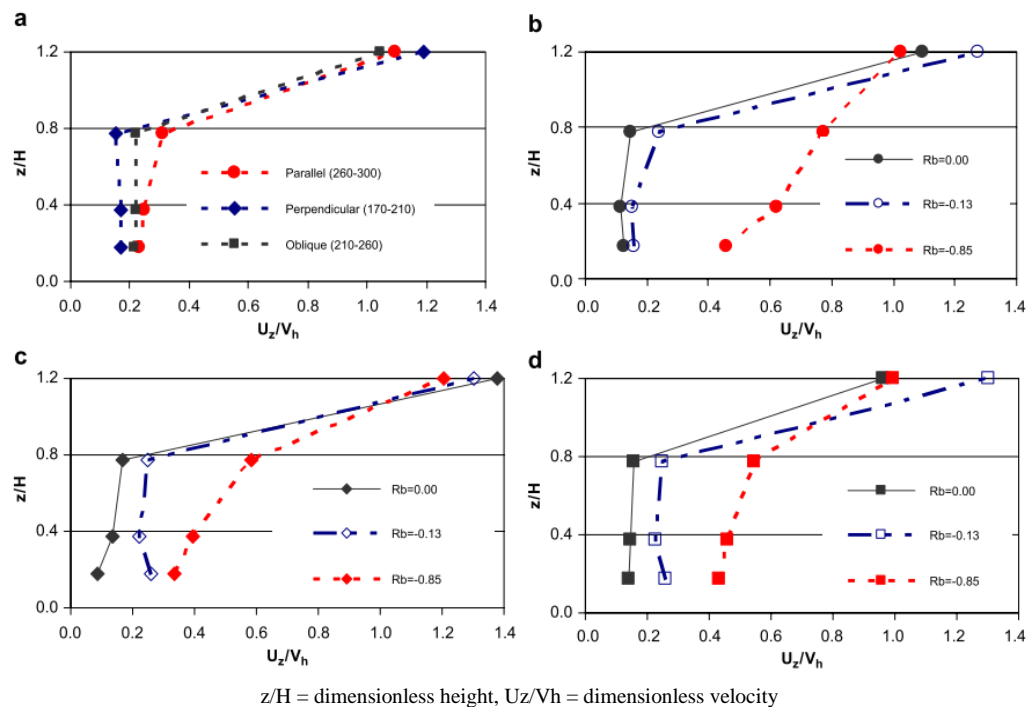 a
1.2
0.8
0.4
0.0
z/H
Parallel (260-300)
Perpendicular (170-210)
Oblique (210-260)
0.0 0.2 0.4 0.6 0.8 1.0 1.2 1.4
Uz/Vh
b
1.2
0.8
0.4
0.0
z/H
Rb=0.00
Rb=-0.13
Rb=-0.85
0.0 0.2 0.4 0.6 0.8 1.0 1.2 1.4
Uz/Vh
c
1.2
0.8
0.4
0.0
z/H
Rb=0.00
Rb=-0.13
Rb=-0.85
0.0 0.2 0.4 0.6 0.8 1.0 1.2 1.4
Uz/Vh
d
1.2
0.8
0.4
0.0
z/H
Rb=0.00
Rb=-0.13
Rb=-0.85
0.0 0.2 0.4 0.6 0.8 1.0 1.2 1.4
Uz/Vh
z/H = dimensionless height, Uz/Vh = dimensionless velocity